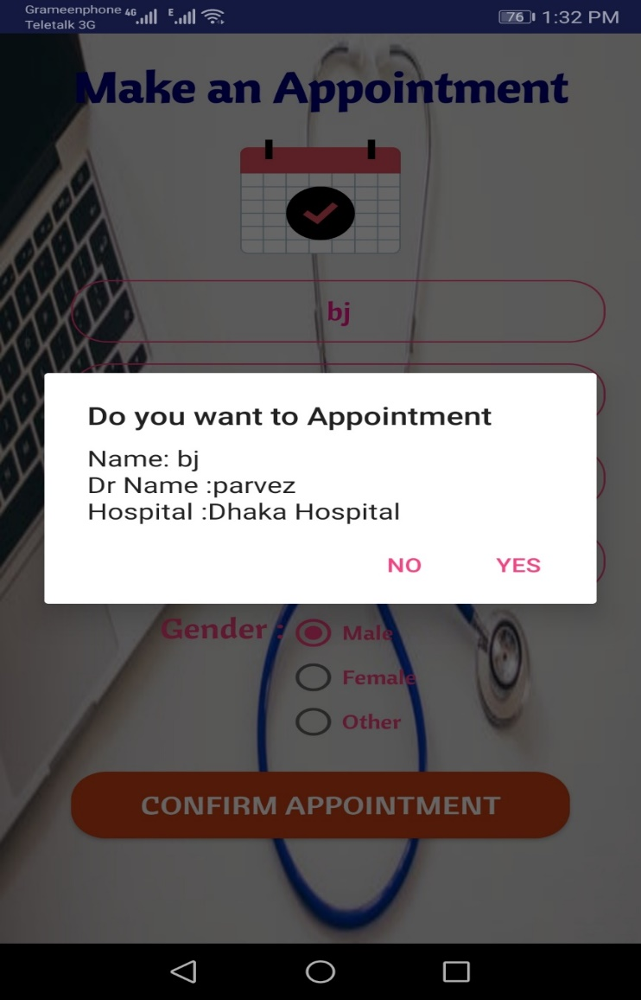 Grameenphone 4G E 76 1:32 PM
Teletalk 3G
Make an Appointment
bj
Do you want to Appointment
Name: bj
Dr Name :parvez
Hospital :Dhaka Hospital
NO YES
Gender : Male
Female
Other
CONFIRM APPOINTMENT